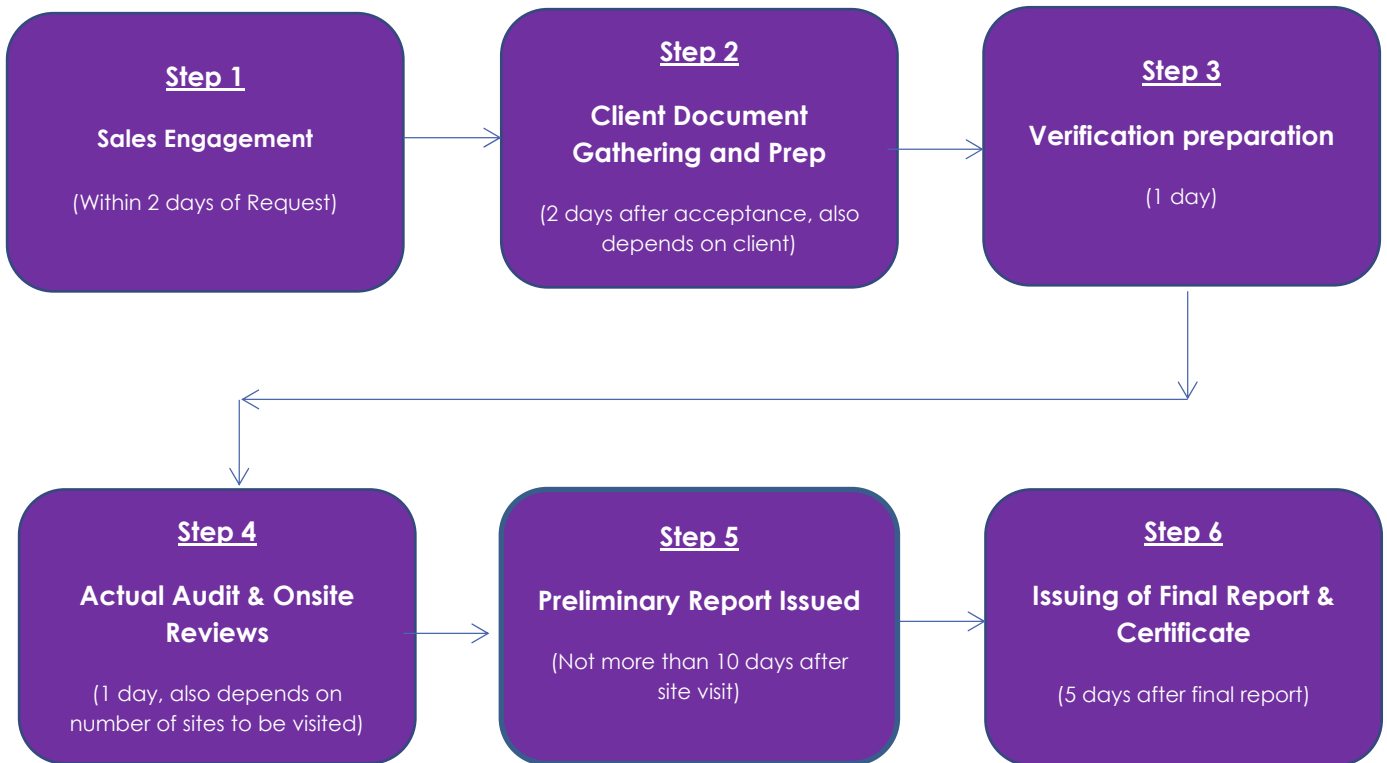 Step 1
Sales Engagement
(Within 2 days of Request)
Step 2
Client Document
Gathering and Prep
(2 days after acceptance, also
depends on client)
Step 3
Verification preparation
(1 day)
Step 4
Actual Audit & Onsite
Reviews
(1 day, also depends on
number of sites to be visited)
Step 5
Preliminary Report Issued
(Not more than 10 days after
site visit)
Step 6
Issuing of Final Report &
Certificate
(5 days after final report)